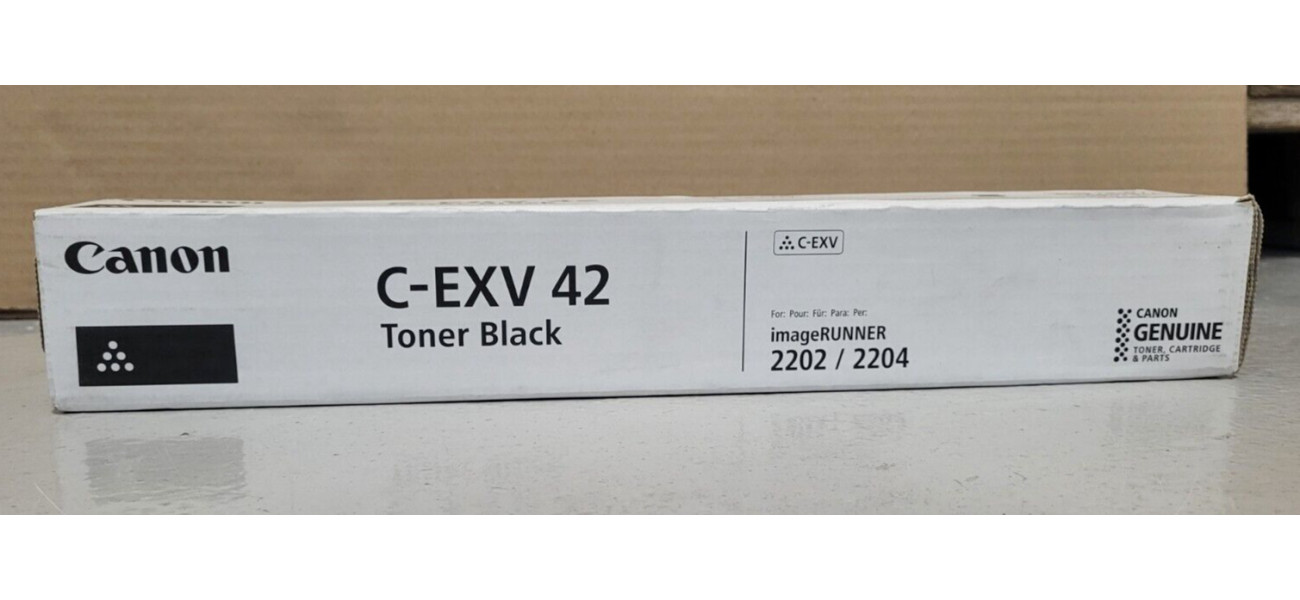 Canon
C-EXV 42
Toner Black
C-EXV
For: Pour: Für: Para: Per:
imageRUNNER
2202 / 2204
CANON
GENUINE
TONER, CARTRIDGE
& PARTS